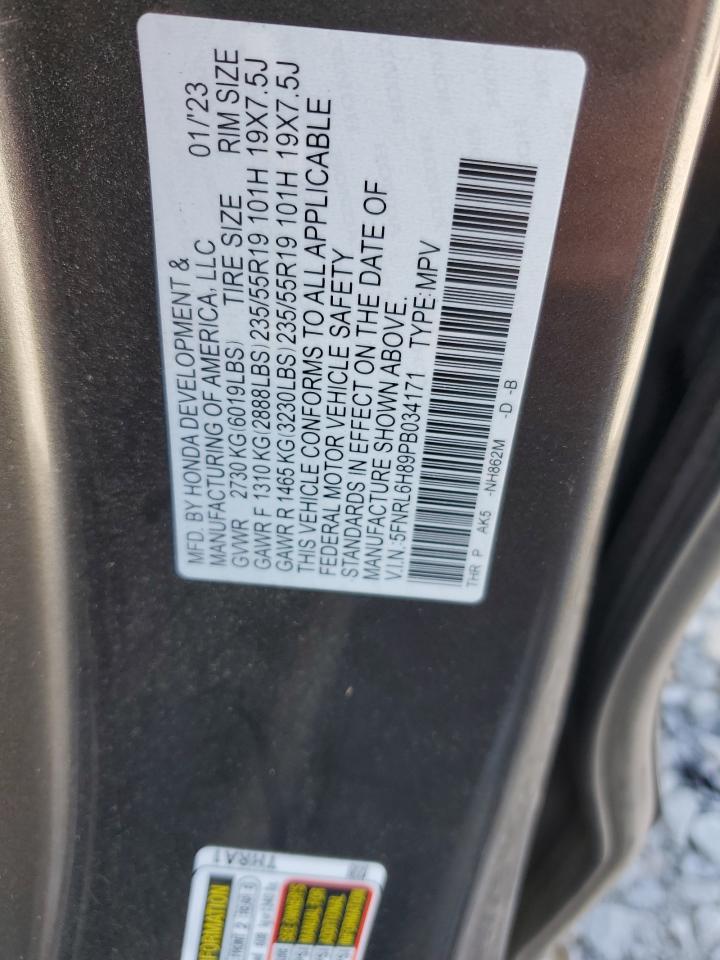 MFD. BY HONDA DEVELOPMENT & 01/'23
MANUFACTURING OF AMERICA, LLC
GVWR 2730 KG(6019LBS) TIRE SIZE RIM SIZE
GAWR F 1310 KG(2888LBS)235/55R19 101H 19X7.5J
GAWR R 1465 KG(3230LBS)235/55R19 101H 19X7.5J
THIS VEHICLE CONFORMS TO ALL APPLICABLE
FEDERAL MOTOR VEHICLE SAFETY
STANDARDS IN EFFECT ON THE DATE OF
MANUFACTURE SHOWN ABOVE.
V.I.N.:5FNRL6H89PB034171 TYPE:MPV
THR P AK5 -NH862M -D -B
THRA1
FORMATION